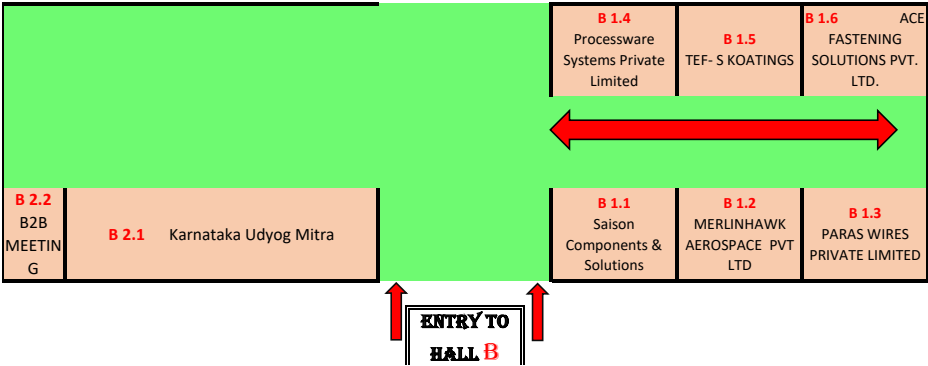 B 1.4
Processware
Systems Private
Limited
B 1.5
TEF- S KOATINGS
B 1.6 ACE
FASTENING
SOLUTIONS PVT.
LTD.
B 2.2
B2B
MEETIN
G
B 2.1 Karnataka Udyog Mitra
B 1.1
Saison
Components &
Solutions
B 1.2
MERLINHAWK
AEROSPACE PVT
LTD
B 1.3
PARAS WIRES
PRIVATE LIMITED
ENTRY TO
HALL B